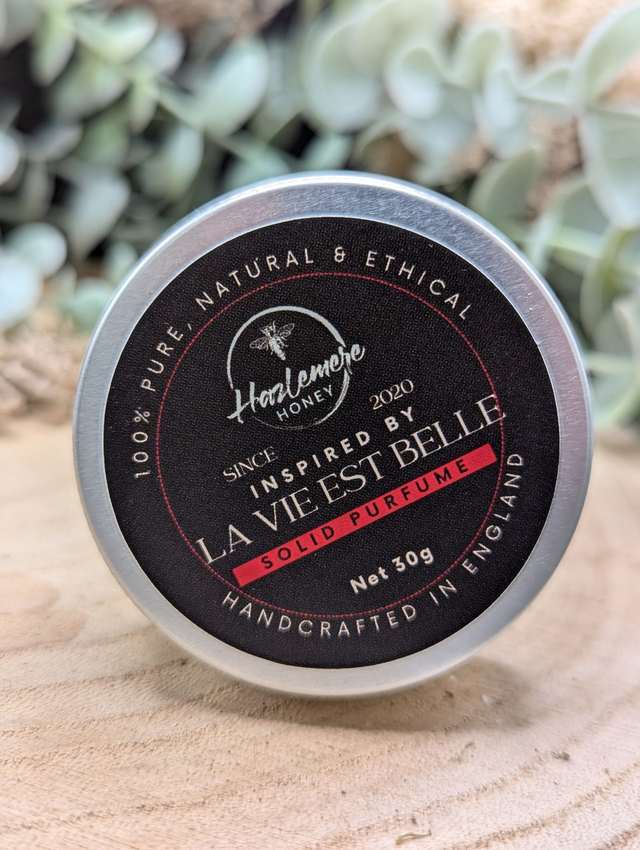 100% PURE, NATURAL & ETHICAL
Hazlemere
HONEY
SINCE 2020
INSPIRED BY
LA VIE EST BELLE
SOLID PURFUME
Net 30g
HANDCRAFTED IN ENGLAND